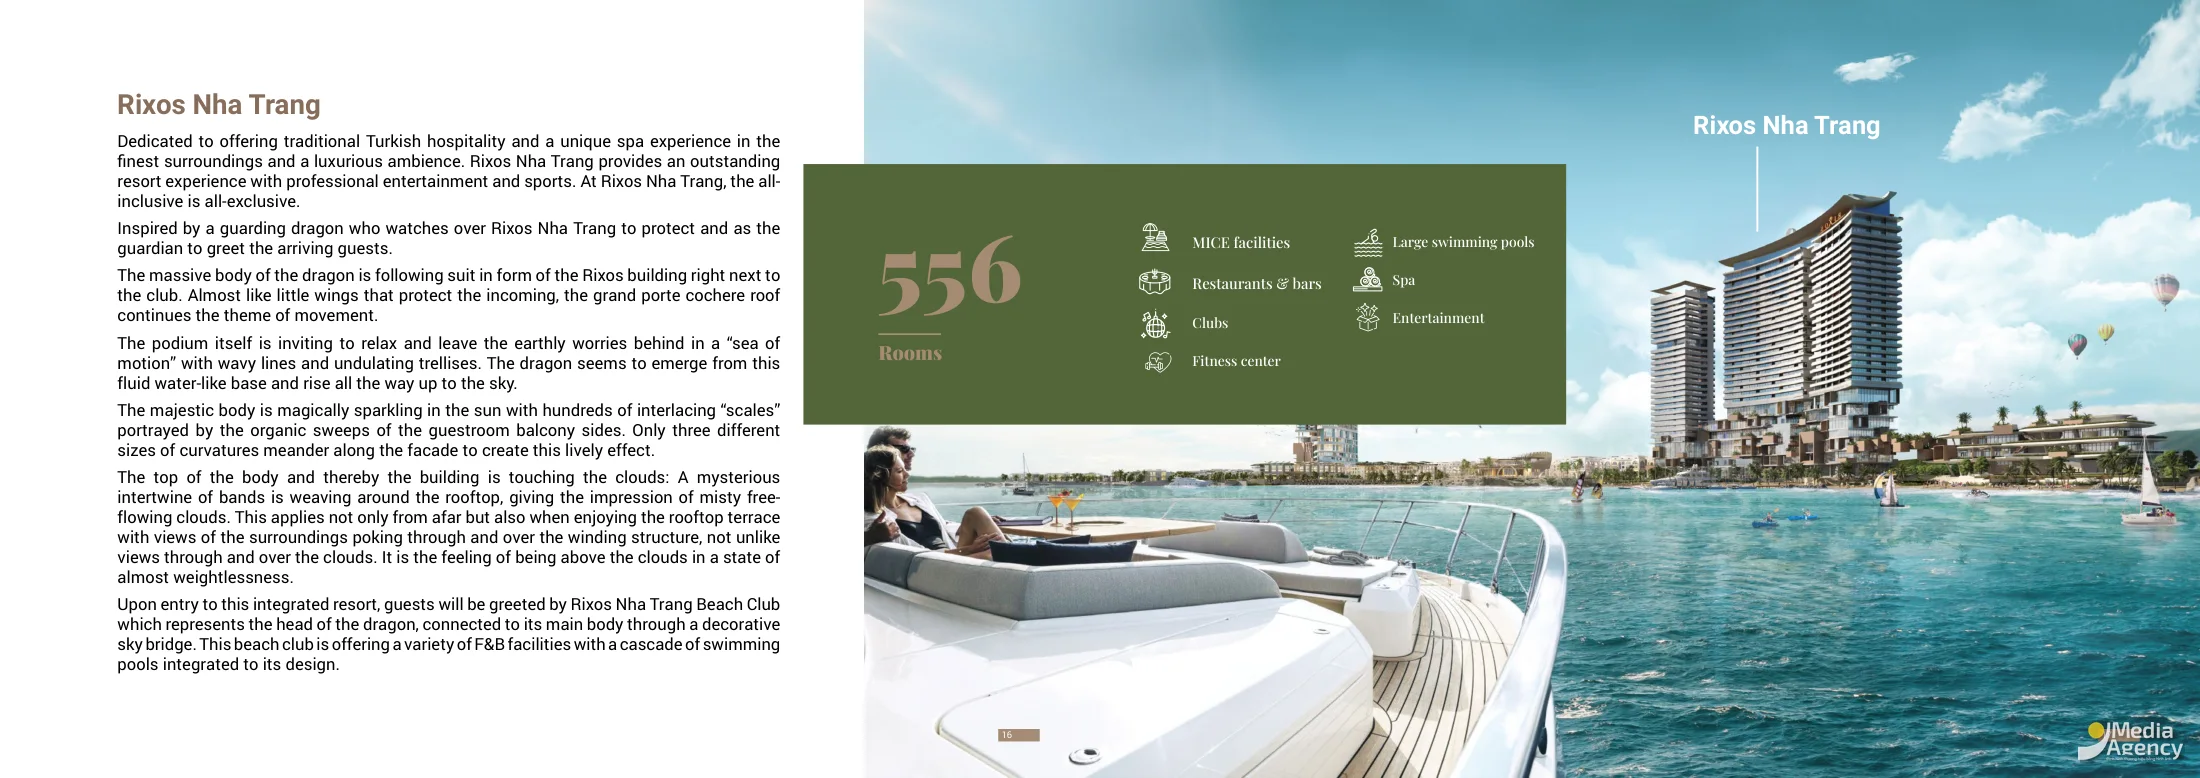 Rixos Nha Trang
Dedicated to offering traditional Turkish hospitality and a unique spa experience in the
finest surroundings and a luxurious ambience. Rixos Nha Trang provides an outstanding
resort experience with professional entertainment and sports. At Rixos Nha Trang, the all-
inclusive is all-exclusive.
Inspired by a guarding dragon who watches over Rixos Nha Trang to protect and as the
guardian to greet the arriving guests.
The massive body of the dragon is following suit in form of the Rixos building right next to
the club. Almost like little wings that protect the incoming, the grand porte cochere roof
continues the theme of movement.
The podium itself is inviting to relax and leave the earthly worries behind in a “sea of
motion” with wavy lines and undulating trellises. The dragon seems to emerge from this
fluid water-like base and rise all the way up to the sky.
The majestic body is magically sparkling in the sun with hundreds of interlacing “scales”
portrayed by the organic sweeps of the guestroom balcony sides. Only three different
sizes of curvatures meander along the facade to create this lively effect.
The top of the body and thereby the building is touching the clouds: A mysterious
intertwine of bands is weaving around the rooftop, giving the impression of misty free-
flowing clouds. This applies not only from afar but also when enjoying the rooftop terrace
with views of the surroundings poking through and over the winding structure, not unlike
views through and over the clouds. It is the feeling of being above the clouds in a state of
almost weightlessness.
Upon entry to this integrated resort, guests will be greeted by Rixos Nha Trang Beach Club
which represents the head of the dragon, connected to its main body through a decorative
sky bridge. This beach club is offering a variety of F&B facilities with a cascade of swimming
pools integrated to its design.
556
Rooms
MICE facilities
Restaurants & bars
Clubs
Fitness center
Large swimming pools
Spa
Entertainment
Rixos Nha Trang
16
Media
Agency